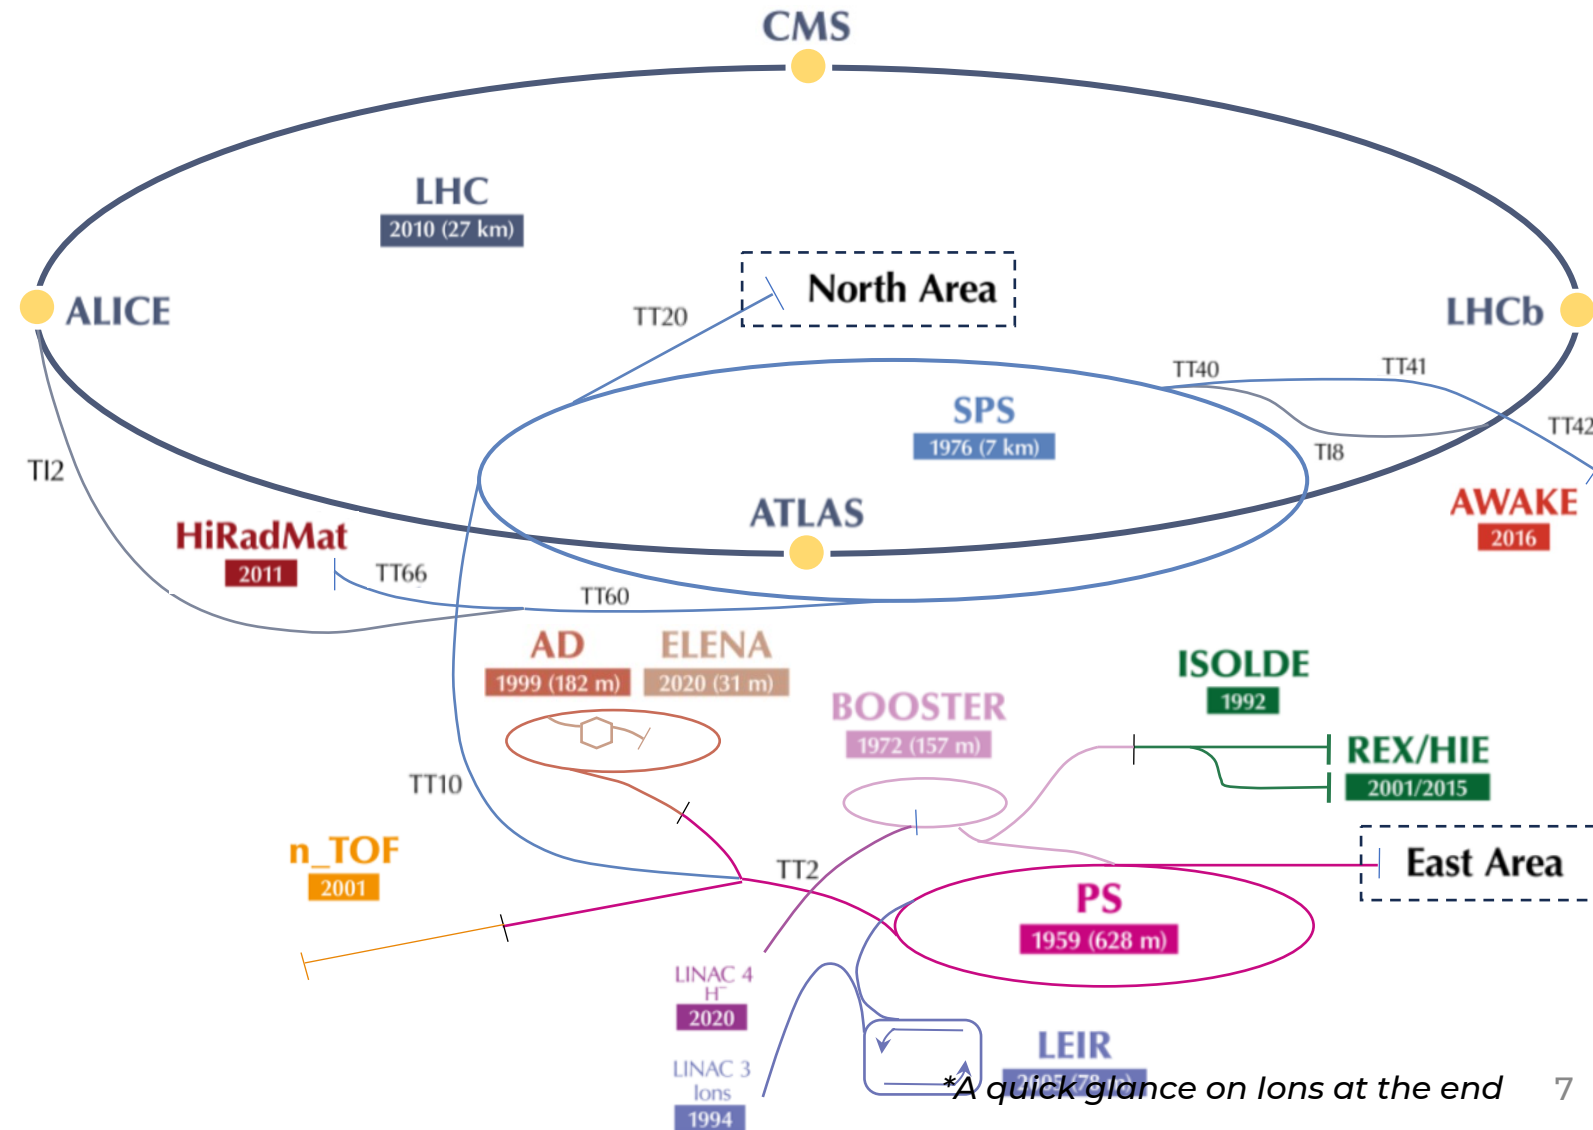 CMS
LHC
2010 (27 km)
North Area
TT20
ALICE
LHCb
TT40
TT41
SPS
1976 (7 km)
TT42
TI8
TI2
ATLAS
AWAKE
2016
HiRadMat
2011
TT66
TT60
AD
1999 (182 m)
ELENA
2020 (31 m)
ISOLDE
1992
BOOSTER
1972 (157 m)
REX/HIE
2001/2015
TT10
n_TOF
2001
TT2
East Area
PS
1959 (628 m)
LINAC 4
H⁻
2020
LEIR
LINAC 3
Ions
1994
*A quick glance on Ions at the end
7